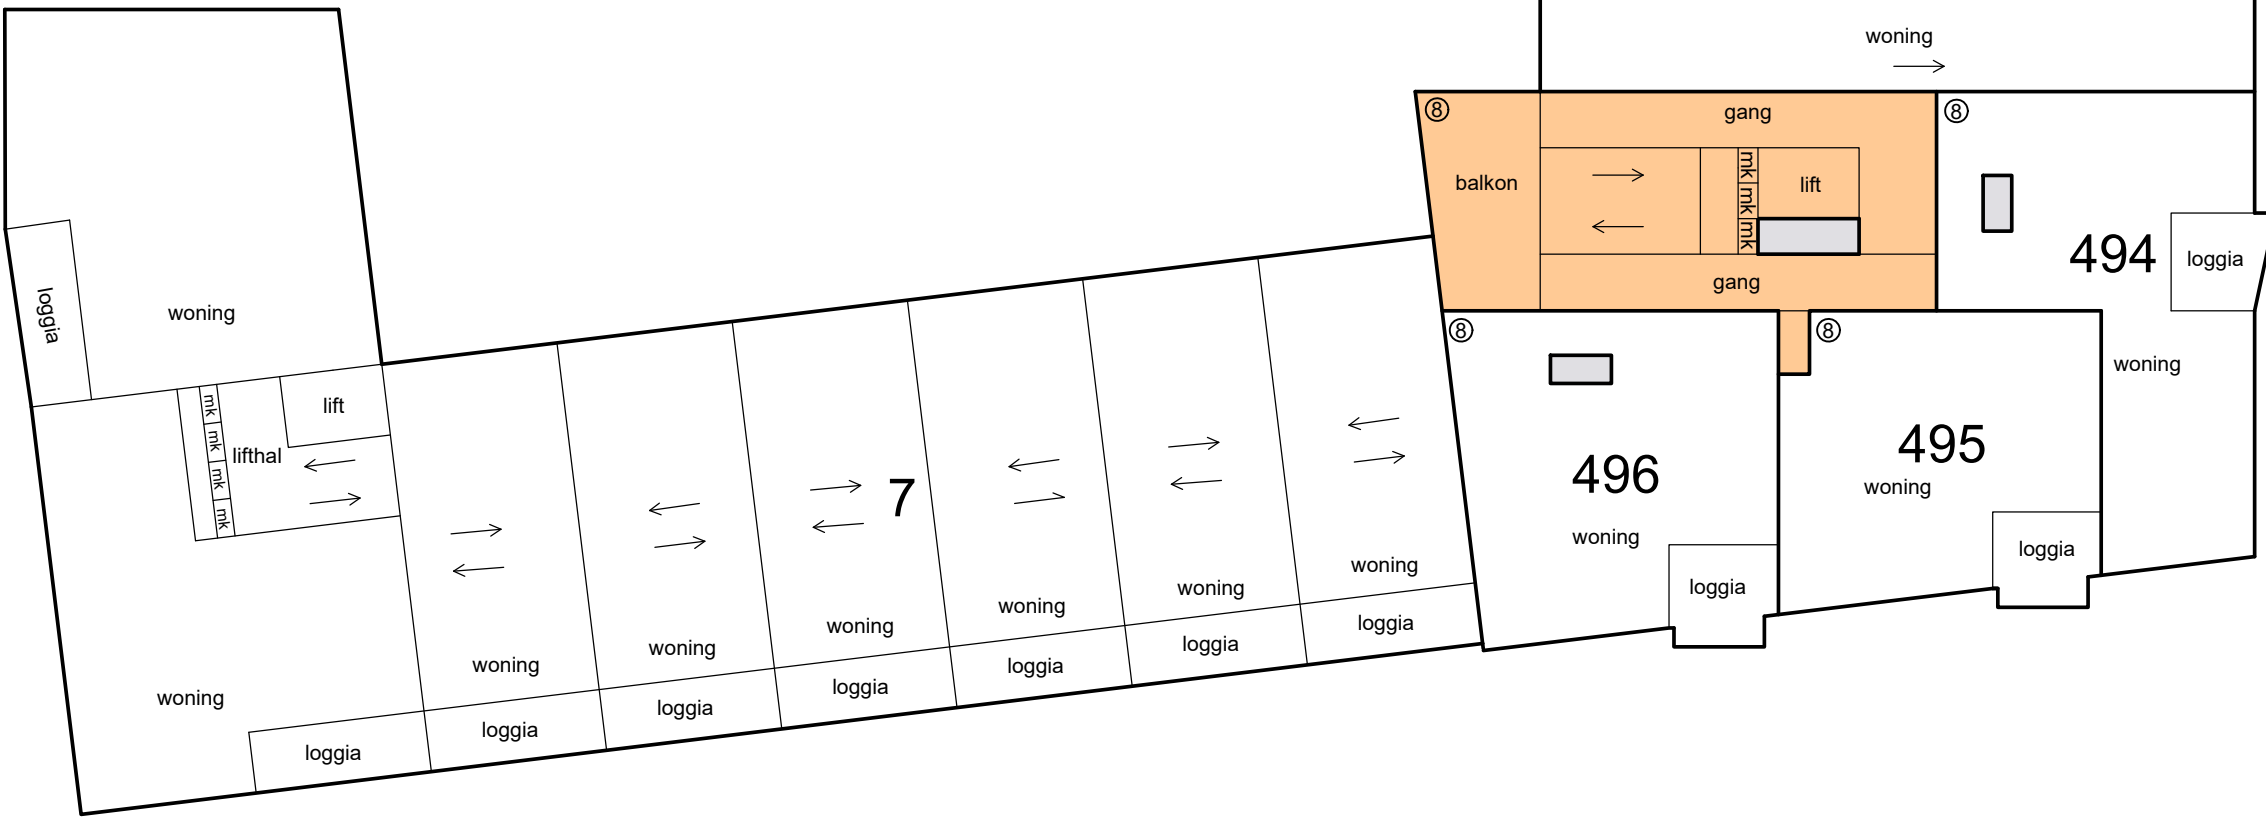 woning
⑧
gang
⑧
mk
balkon
lift
mk
mk
494
loggia
gang
loggia
woning
⑧
⑧
woning
mk
lift
mk
lifthal
mk
mk
7
496
495
woning
woning
loggia
woning
woning
woning
woning
woning
woning
loggia
loggia
loggia
loggia
loggia
woning
woning
loggia
loggia
loggia